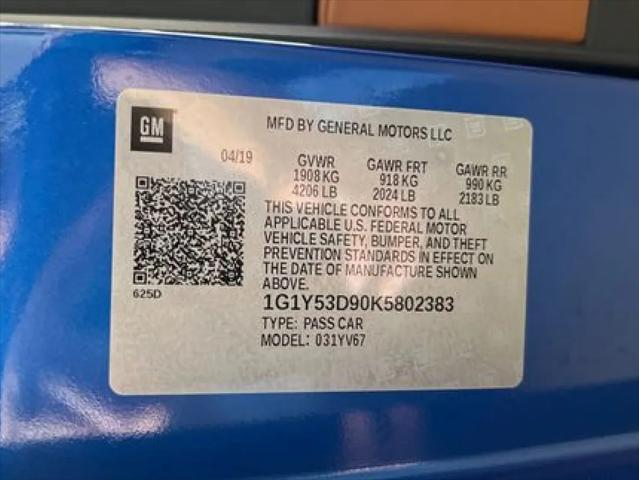 GM
MFD BY GENERAL MOTORS LLC
04/19 GVWR GAWR FRT GAWR RR
1908 KG 918 KG 990 KG
4206 LB 2024 LB 2183 LB
THIS VEHICLE CONFORMS TO ALL
APPLICABLE U.S. FEDERAL MOTOR
VEHICLE SAFETY, BUMPER, AND THEFT
PREVENTION STANDARDS IN EFFECT ON
THE DATE OF MANUFACTURE SHOWN
ABOVE.
625D
1G1Y53D90K5802383
TYPE: PASS CAR
MODEL: 031YV67